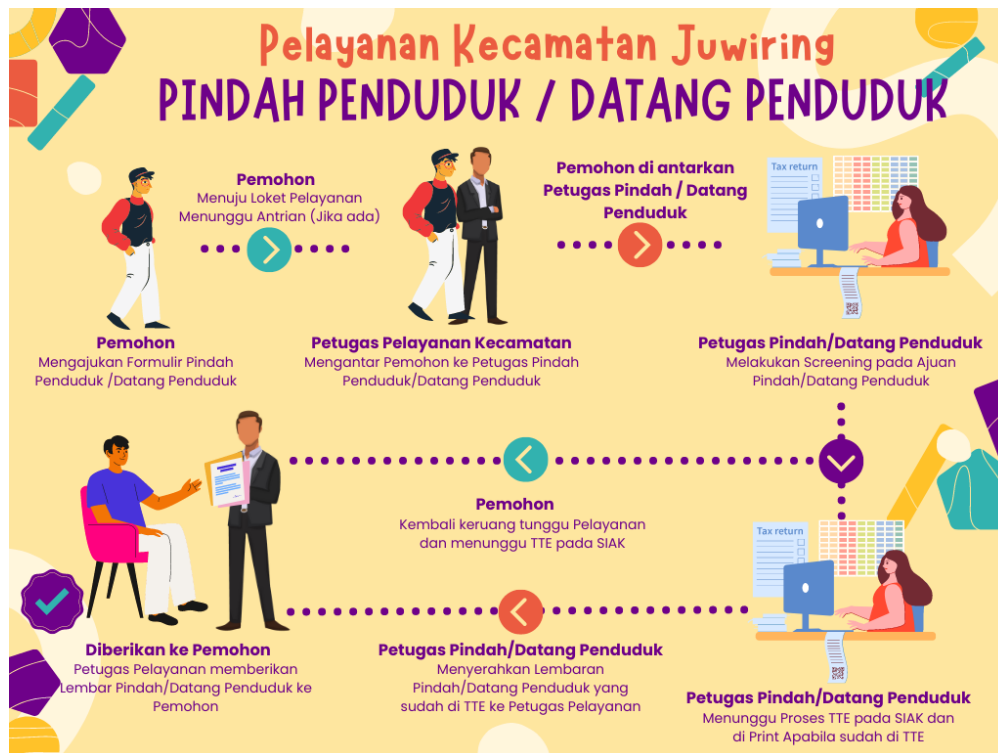 Pelayanan Kecamatan Juwiring
PINDAH PENDUDUK / DATANG PENDUDUK
Pemohon
Menuju Loket Pelayanan
Menunggu Antrian (Jika ada)
Pemohon di antarkan
Petugas Pindah / Datang
Penduduk
Tax return
Pemohon
Mengajukan Formulir Pindah
Penduduk /Datang Penduduk
Petugas Pelayanan Kecamatan
Mengantar Pemohon ke Petugas Pindah
Penduduk/Datang Penduduk
Petugas Pindah/Datang Penduduk
Melakukan Screening pada Ajuan
Pindah/Datang Penduduk
Pemohon
Kembali keruang tunggu Pelayanan
dan menunggu TTE pada SIAK
Tax return
Diberikan ke Pemohon
Petugas Pelayanan memberikan
Lembar Pindah/Datang Penduduk ke
Pemohon
Petugas Pindah/Datang Penduduk
Menyerahkan Lembaran
Pindah/Datang Penduduk yang
sudah di TTE ke Petugas Pelayanan
Petugas Pindah/Datang Penduduk
Menunggu Proses TTE pada SIAK dan
di Print Apabila sudah di TTE